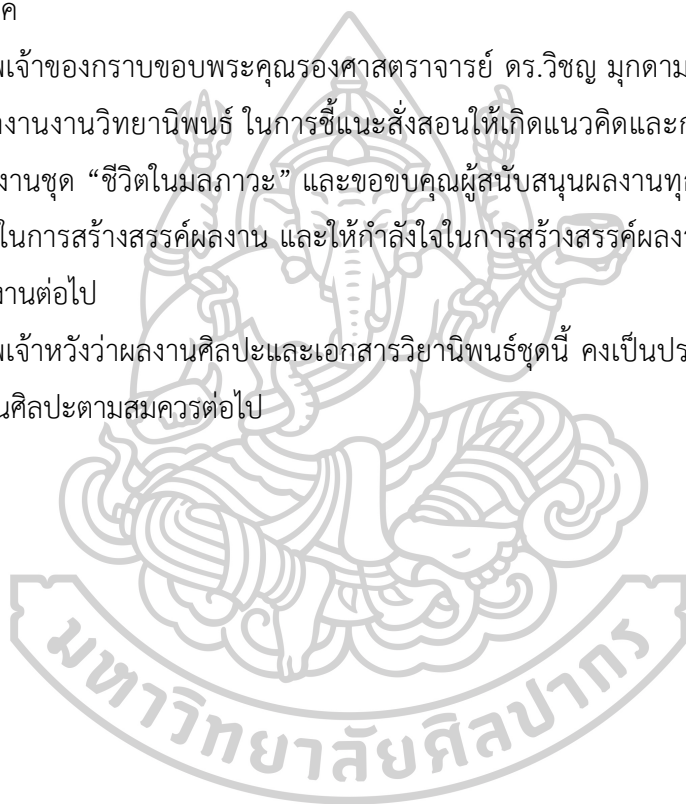 ค
พเจ้าของกราบขอบพระคุณรองศาสตราจารย์ ดร.วิชญ มุกดาม
งานงานวิทยานิพนธ์ ในการชี้แนะสั่งสอนให้เกิดแนวคิดและก
งานชุด “ชีวิตในมลภาวะ” และขอขบคุณผู้สนับสนุนผลงานทุก
ในการสร้างสรรค์ผลงาน และให้กำลังใจในการสร้างสรรค์ผลงา
งานต่อไป
พเจ้าหวังว่าผลงานศิลปะและเอกสารวิยานิพนธ์ชุดนี้ คงเป็นประ
นศิลปะตามสมควรต่อไป
มหาวิทยาลัยศิลปากร